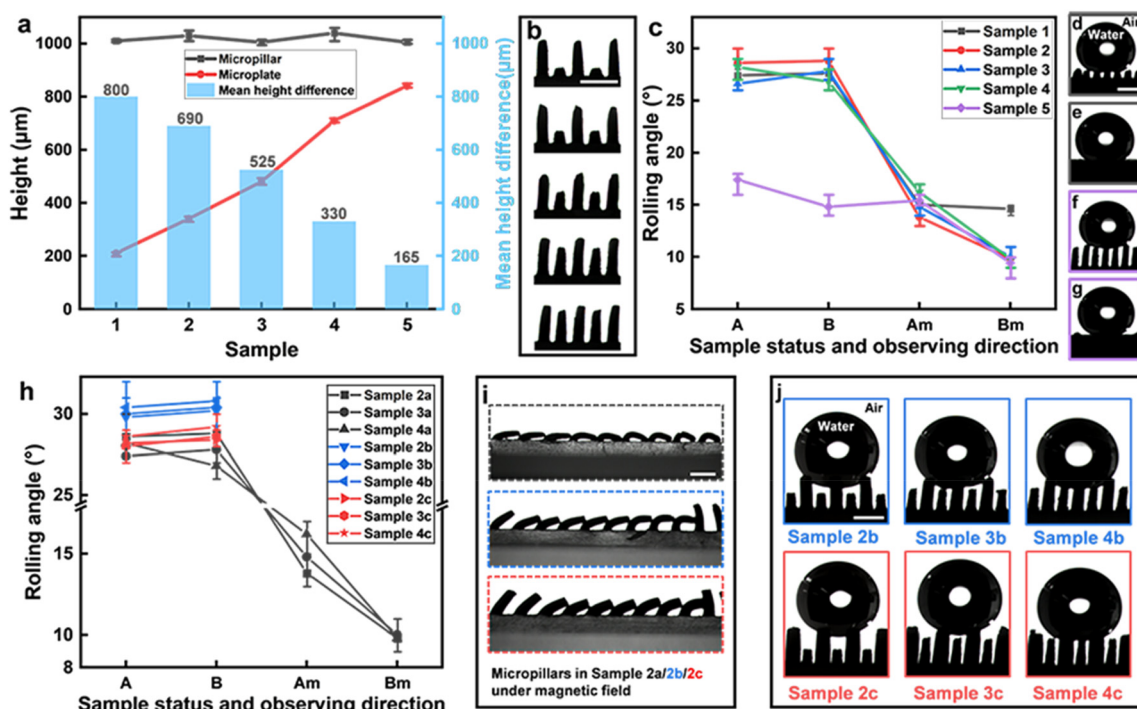 a
Height (μm)
1000
800
600
400
200
0
Micropillar
Microplate
Mean height difference
800
690
525
330
165
1 2 3 4 5
Sample
1000
800
600
400
200
0
Mean height difference(μm)
b
c
Rolling angle (°)
30
25
20
15
10
5
Sample 1
Sample 2
Sample 3
Sample 4
Sample 5
A B Am Bm
Sample status and observing direction
d
Air
Water
e
f
g
h
Rolling angle (°)
30
25
15
10
8
Sample 2a
Sample 3a
Sample 4a
Sample 2b
Sample 3b
Sample 4b
Sample 2c
Sample 3c
Sample 4c
A B Am Bm
Sample status and observing direction
i
Micropillars in Sample 2a/2b/2c
under magnetic field
j
Air
Water
Sample 2b Sample 3b Sample 4b
Sample 2c Sample 3c Sample 4c